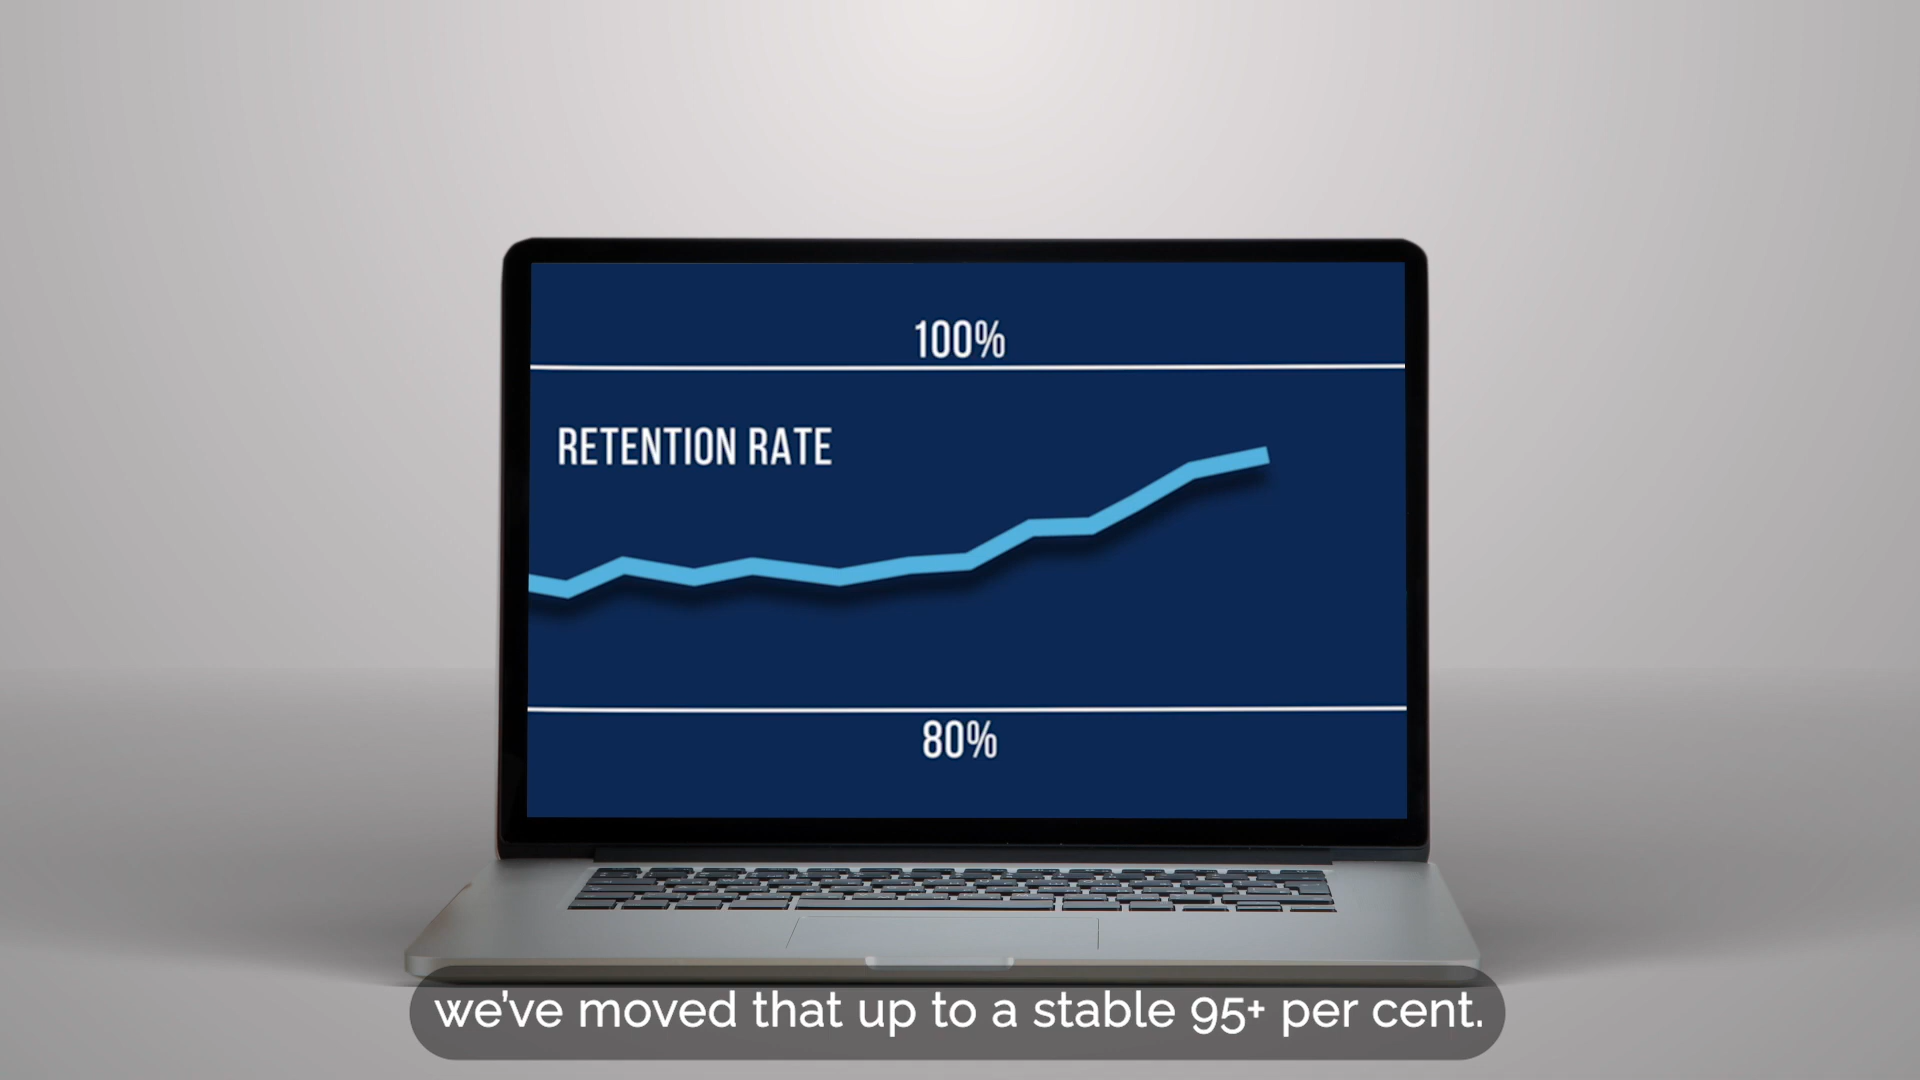 100%
RETENTION RATE
80%
we've moved that up to a stable 95+ per cent.